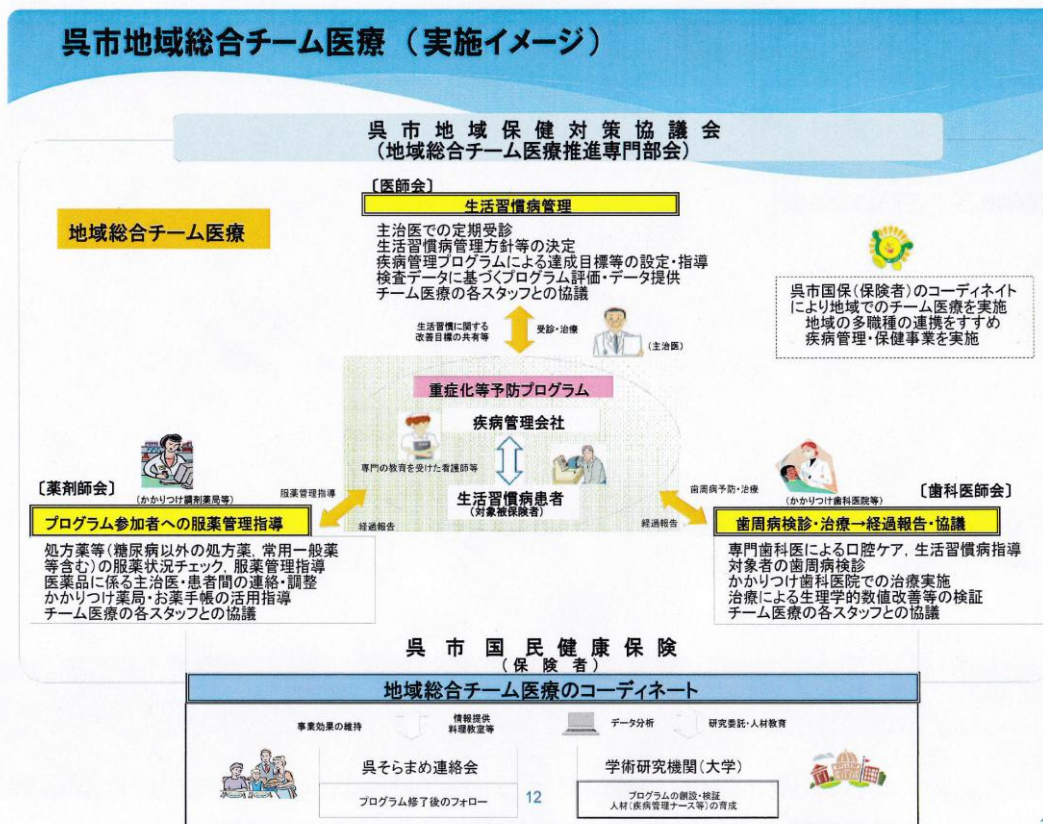 呉市地域総合チーム医療 （実施イメージ）
呉市地域保健対策協議会
(地域総合チーム医療推進専門部会)
地域総合チーム医療
〔医師会〕
生活習慣病管理
主治医での定期受診
生活習慣病管理方針等の決定
疾病管理プログラムによる達成目標等の設定・指導
検査データに基づくプログラム評価・データ提供
チーム医療の各スタッフとの協議
呉市国保(保険者)のコーディネイト
により地域でのチーム医療を実施
地域の多職種の連携をすすめ
疾病管理・保健事業を実施
生活習慣に関する
改善目標の共有等
受診・治療
(主治医)
重症化等予防プログラム
疾病管理会社
専門の教育を受けた看護師等
生活習慣病患者
(対象被保険者)
〔薬剤師会〕
(かかりつけ調剤薬局等)
服薬管理指導
経過報告
プログラム参加者への服薬管理指導
処方薬等(糖尿病以外の処方薬，常用一般薬
等含む)の服薬状況チェック，服薬管理指導
医薬品に係る主治医・患者間の連絡・調整
かかりつけ薬局・お薬手帳の活用指導
チーム医療の各スタッフとの協議
歯周病予防・治療
(かかりつけ歯科医院等)
〔歯科医師会〕
経過報告
歯周病検診・治療→経過報告・協議
専門歯科医による口腔ケア，生活習慣病指導
対象者の歯周病検診
かかりつけ歯科医院での治療実施
治療による生理学的数値改善等の検証
チーム医療の各スタッフとの協議
呉市国民健康保険
(保険者)
地域総合チーム医療のコーディネート
事業効果の維持
情報提供
料理教室等
データ分析
研究委託・人材教育
呉そらまめ連絡会
プログラム修了後のフォロー
学術研究機関(大学)
プログラムの創設・検証
人材(疾病管理ナース等)の育成
12